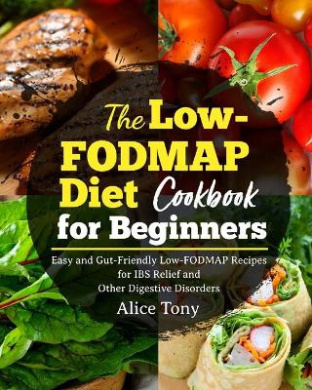 The Low-
FODMAP
Diet Cookbook
for Beginners
Easy and Gut-Friendly Low-FODMAP Recipes
for IBS Relief and
Other Digestive Disorders
Alice Tony